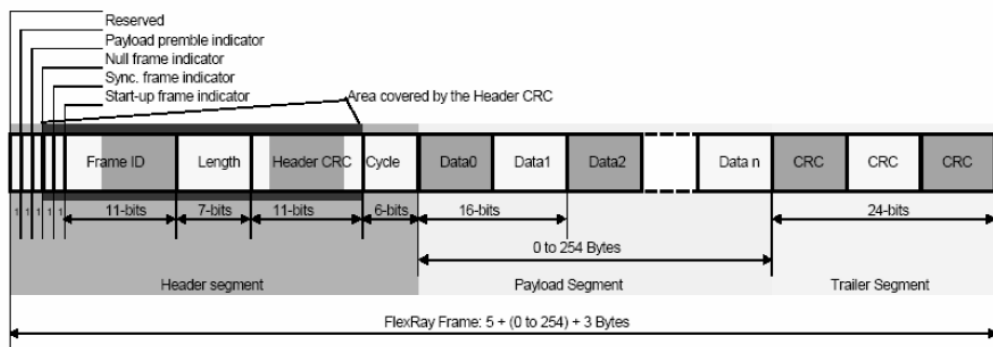 Reserved
Payload premble indicator
Null frame indicator
Sync. frame indicator
Start-up frame indicator
Area covered by the Header CRC
Frame ID Length Header CRC Cycle Data0 Data1 Data2 Data n CRC CRC CRC
1 1 1 1 1 11-bits 7-bits 11-bits 6-bits 16-bits 24-bits
0 to 254 Bytes
Header segment Payload Segment Trailer Segment
FlexRay Frame: 5 + (0 to 254) + 3 Bytes